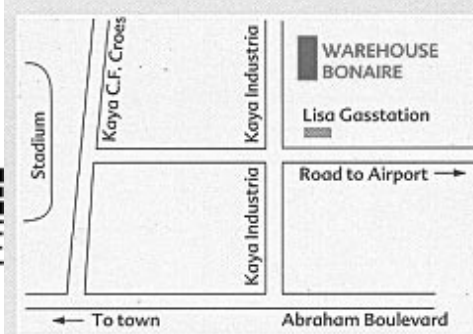 Kaya C.F. Croes
Kaya Industria
WAREHOUSE
BONAIRE
Lisa Gasstation
Stadium
Road to Airport
Kaya Industria
To town
Abraham Boulevard